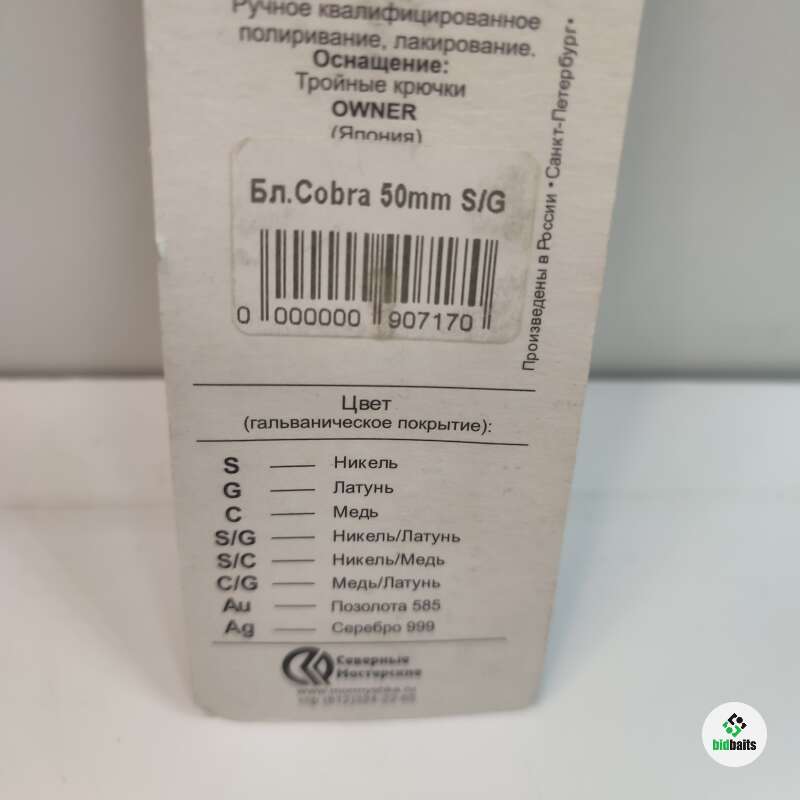 Ручное квалифицированное
полиривание, лакирование.
Оснащение:
Тройные крючки
OWNER
(Япония)
Произведены в России • Санкт-Петербург •
Бл.Cobra 50mm S/G
0 000000 907170
Цвет
(гальваническое покрытие):
S — Никель
G — Латунь
C — Медь
S/G — Никель/Латунь
S/C — Никель/Медь
C/G — Медь/Латунь
Au — Позолота 585
Ag — Серебро 999
Северные
Мастерские
bidbaits